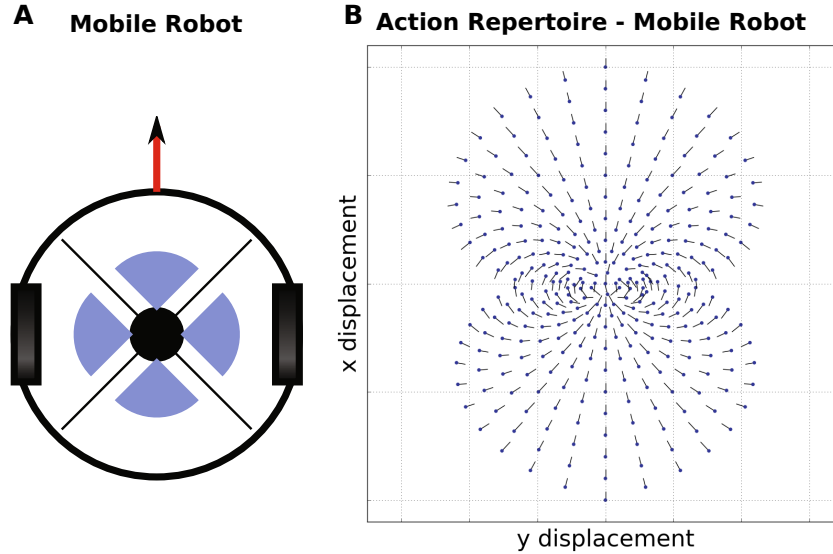 A
Mobile Robot
B
Action Repertoire - Mobile Robot
x displacement
y displacement